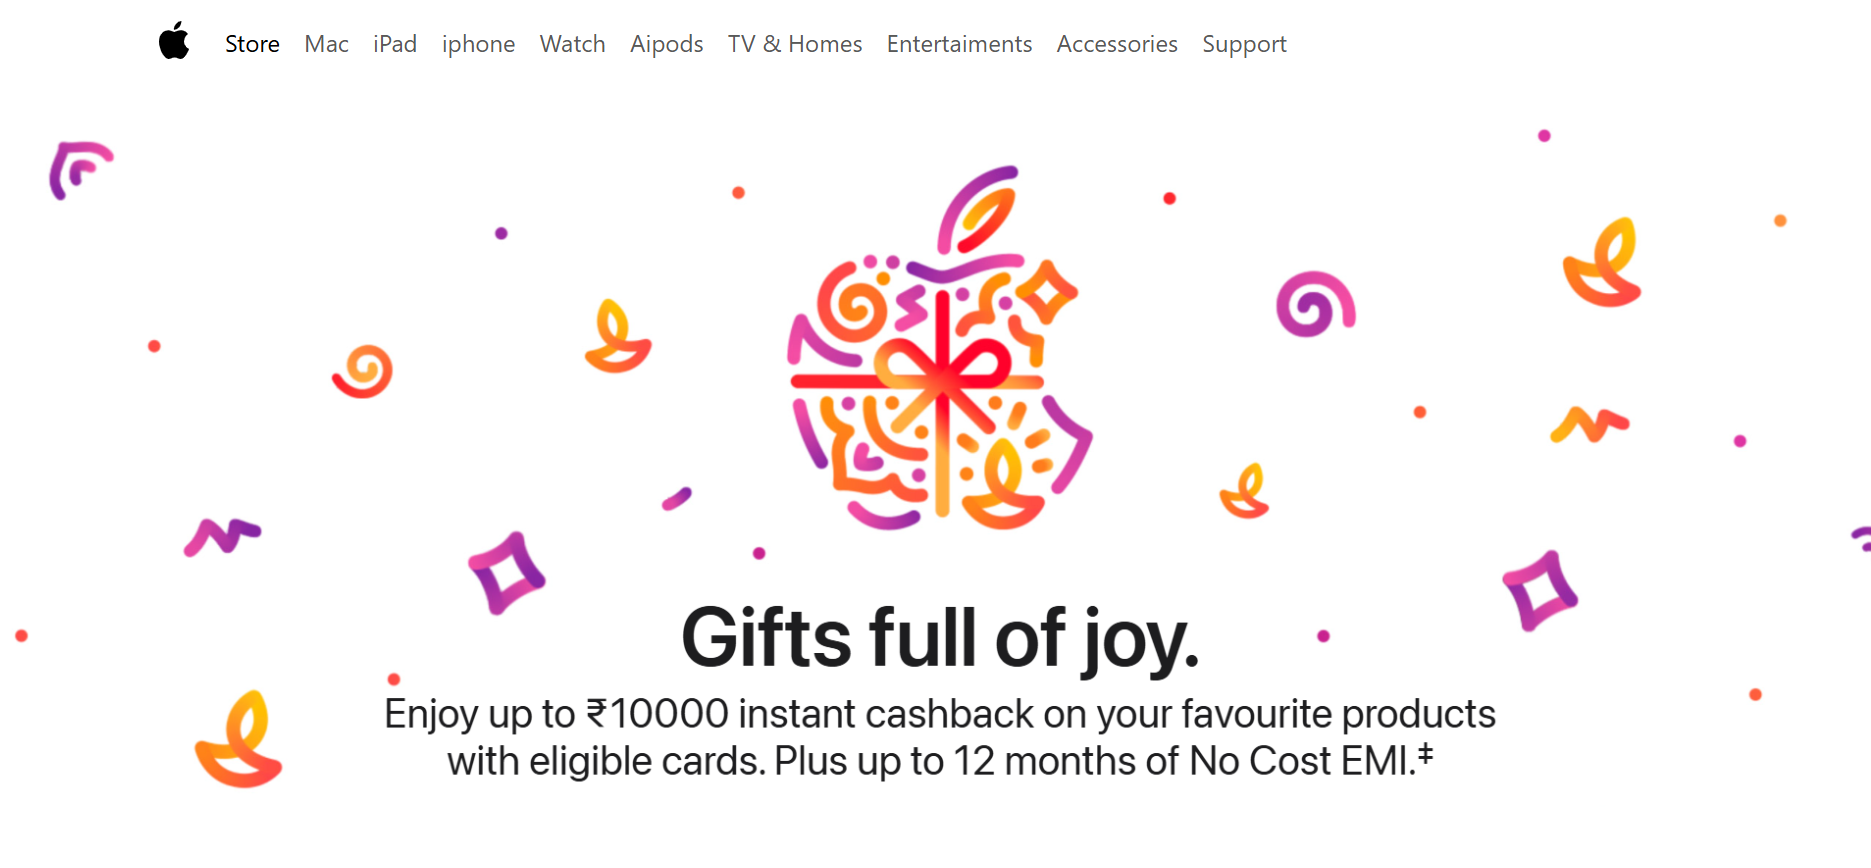 Store Mac iPad iphone Watch Aipods TV & Homes Entertaiments Accessories Support
Gifts full of joy.
Enjoy up to ₹10000 instant cashback on your favourite products
with eligible cards. Plus up to 12 months of No Cost EMI.‡